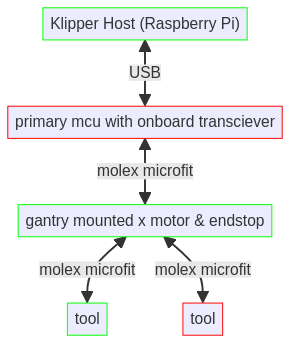 Klipper Host (Raspberry Pi)
USB
primary mcu with onboard transciever
molex microfit
gantry mounted x motor & endstop
molex microfit molex microfit
tool tool